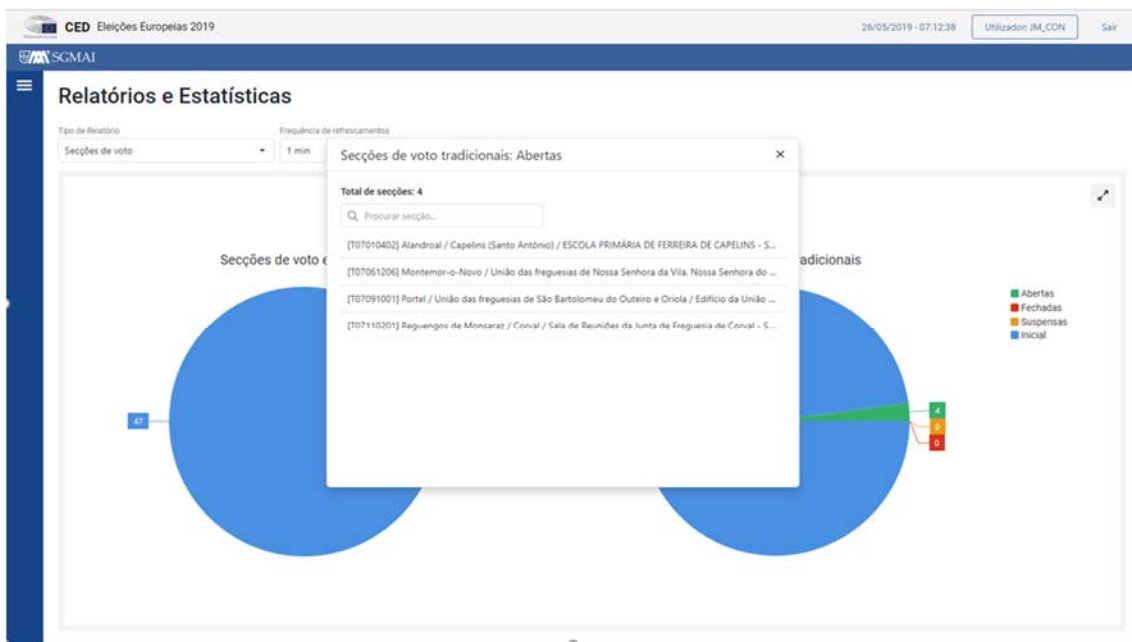 CED Eleições Europeias 2019
26/05/2019 - 07:12:38
Utilizador: JM_CON
Sair
SGMAI
Relatórios e Estatísticas
Tipo de Relatório
Frequência de refrescamentos
Secções de voto
1 min
Secções de voto tradicionais: Abertas
×
Total de secções: 4
Procurar secção...
[T07010402] Alandroal / Capelins (Santo António) / ESCOLA PRIMÁRIA DE FERREIRA DE CAPELINS - S...
[T07061206] Montemor-o-Novo / União das freguesias de Nossa Senhora da Vila, Nossa Senhora do ...
[T07091001] Portel / União das freguesias de São Bartolomeu do Outeiro e Oriola / Edifício da União ...
[T07110201] Reguengos de Monsaraz / Corval / Sala de Reuniões da Junta de Freguesia de Corval - S...
Secções de voto e
adicionais
Abertas
Fechadas
Suspensas
Inicial
47
4
0
0